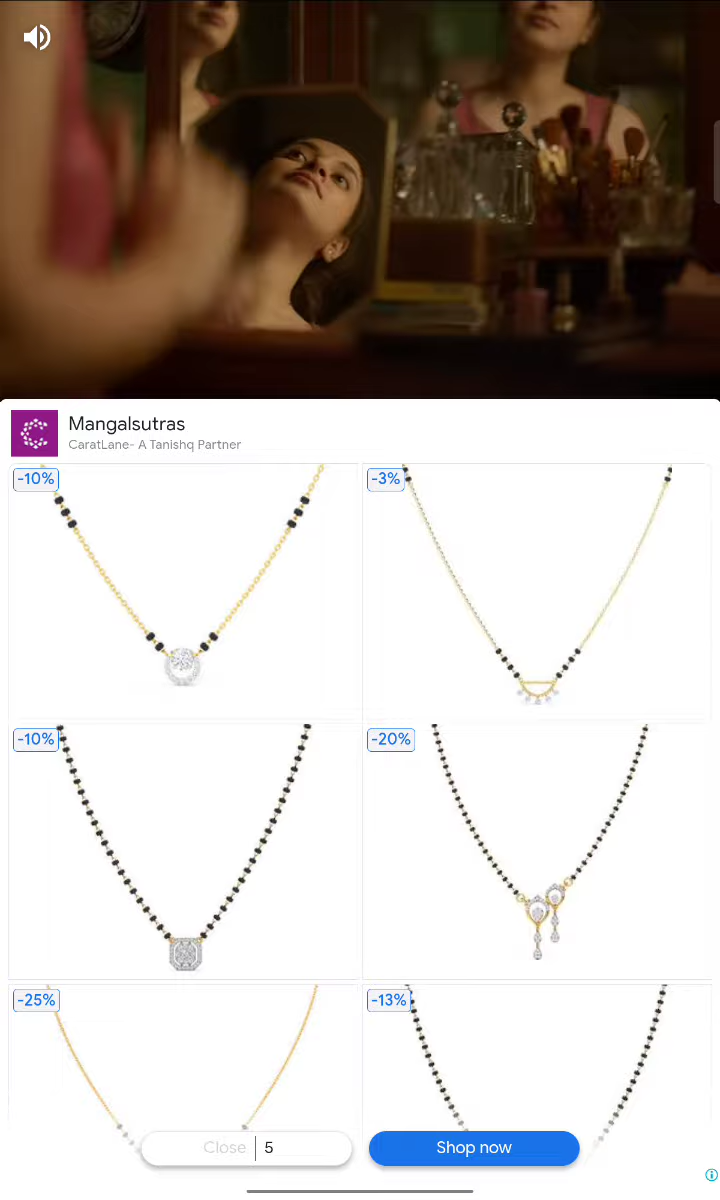 Mangalsutras
CaratLane- A Tanishq Partner
-10%
-3%
-10%
-20%
-25%
-13%
Close
5
Shop now